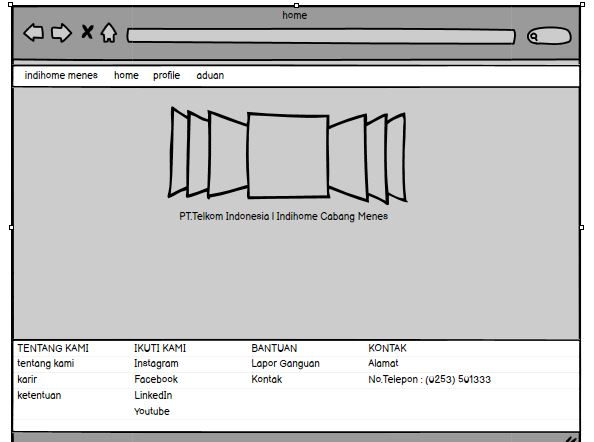 home
indihome menes home profile aduan
PT.Telkom Indonesia | Indihome Cabang Menes
TENTANG KAMI IKUTI KAMI BANTUAN KONTAK
tentang kami Instagram Lapor Ganguan Alamat
karir Facebook Kontak No.Telepon : (0253) 501333
ketentuan LinkedIn
Youtube